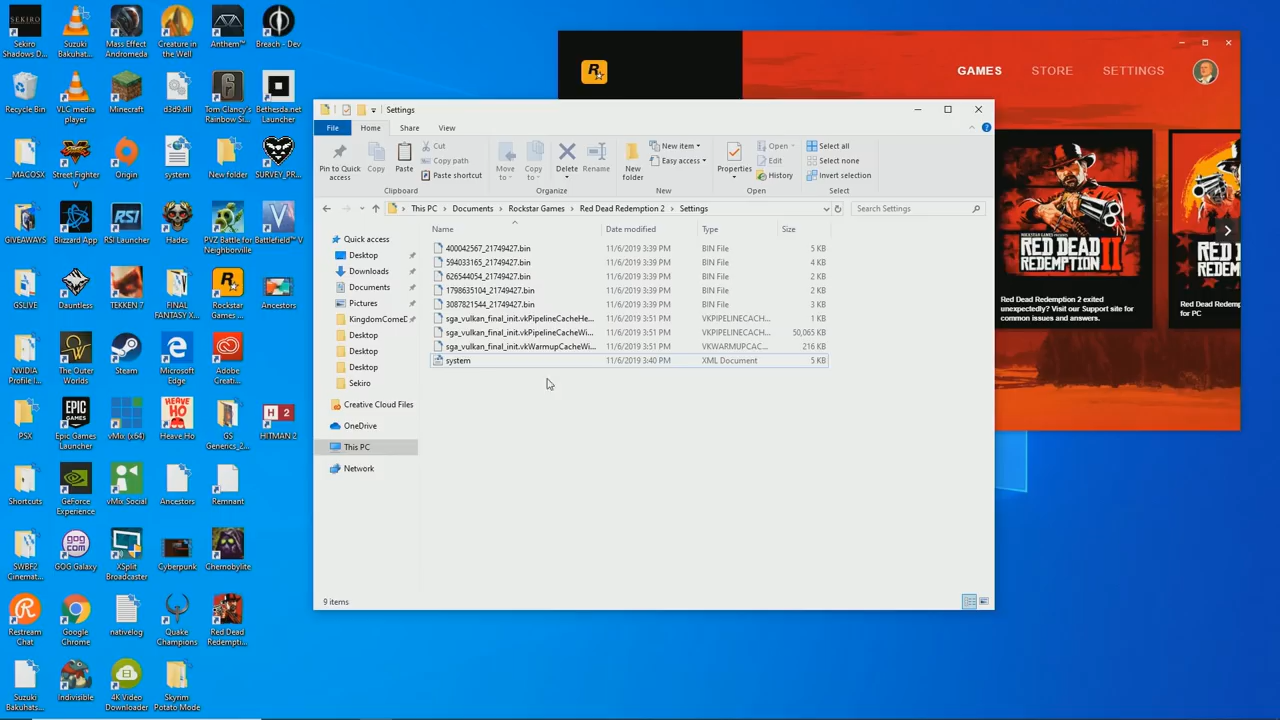 Sekiro Shadows D...
Suzuki Bakuhat...
Mass Effect Andromeda
Creature in the Well
Anthem™
Breach - Dev
Recycle Bin
VLC media player
Minecraft
d3d9.dll
Tom Clancy's Rainbow Si...
Bethesda.net Launcher
__MACOSX
Street Fighter V
Origin
system
New folder
SURVEY_PR...
GIVEAWAYS
Blizzard App
RSI Launcher
Hades
PVZ Battle for Neighborville
Battlefield™ V
GSLIVE
Dauntless
TEKKEN 7
FINAL FANTASY X...
Rockstar Games ...
Ancestors
NVIDIA Profile I...
The Outer Worlds
Steam
Microsoft Edge
Adobe Creati...
PSX
Epic Games Launcher
vMix (x64)
Heave Ho
GS Generics_2...
HITMAN 2
Shortcuts
GeForce Experience
vMix Social
Ancestors
Remnant
SWBF2 Cinemat...
GOG Galaxy
XSplit Broadcaster
Cyberpunk
Chernobylite
Restream Chat
Google Chrome
nativelog
Quake Champions
Red Dead Redempti...
Suzuki Bakuhats...
Indivisible
4K Video Downloader
Skyrim Potato Mode
GAMES
STORE
SETTINGS
RED DEAD REDEMPTION II
Red Dead Redemption 2 exited
unexpectedly? Visit our Support site for
common issues and answers.
Red Dead Redemption
for PC
Settings
File
Home
Share
View
Pin to Quick access
Copy
Paste
Cut
Copy path
Paste shortcut
Clipboard
Move to
Copy to
Delete
Rename
Organize
New folder
New item
Easy access
New
Properties
Open
Edit
History
Open
Select all
Select none
Invert selection
Select
This PC > Documents > Rockstar Games > Red Dead Redemption 2 > Settings
Search Settings
Quick access
Desktop
Downloads
Documents
Pictures
KingdomComeD
Desktop
Desktop
Desktop
Sekiro
Creative Cloud Files
OneDrive
This PC
Network
Name Date modified Type Size
400042567_21749427.bin 11/6/2019 3:39 PM BIN File 5 KB
594033165_21749427.bin 11/6/2019 3:39 PM BIN File 4 KB
626544054_21749427.bin 11/6/2019 3:39 PM BIN File 2 KB
1798635104_21749427.bin 11/6/2019 3:39 PM BIN File 2 KB
3087821544_21749427.bin 11/6/2019 3:39 PM BIN File 3 KB
sga_vulkan_final_init.vkPipelineCacheHe... 11/6/2019 3:51 PM VKPIPELINECACH... 1 KB
sga_vulkan_final_init.vkPipelineCacheWi... 11/6/2019 3:51 PM VKPIPELINECACH... 50,065 KB
sga_vulkan_final_init.vkWarmupCacheWi... 11/6/2019 3:51 PM VKWARMUPCAC... 216 KB
system 11/6/2019 3:40 PM XML Document 5 KB
9 items